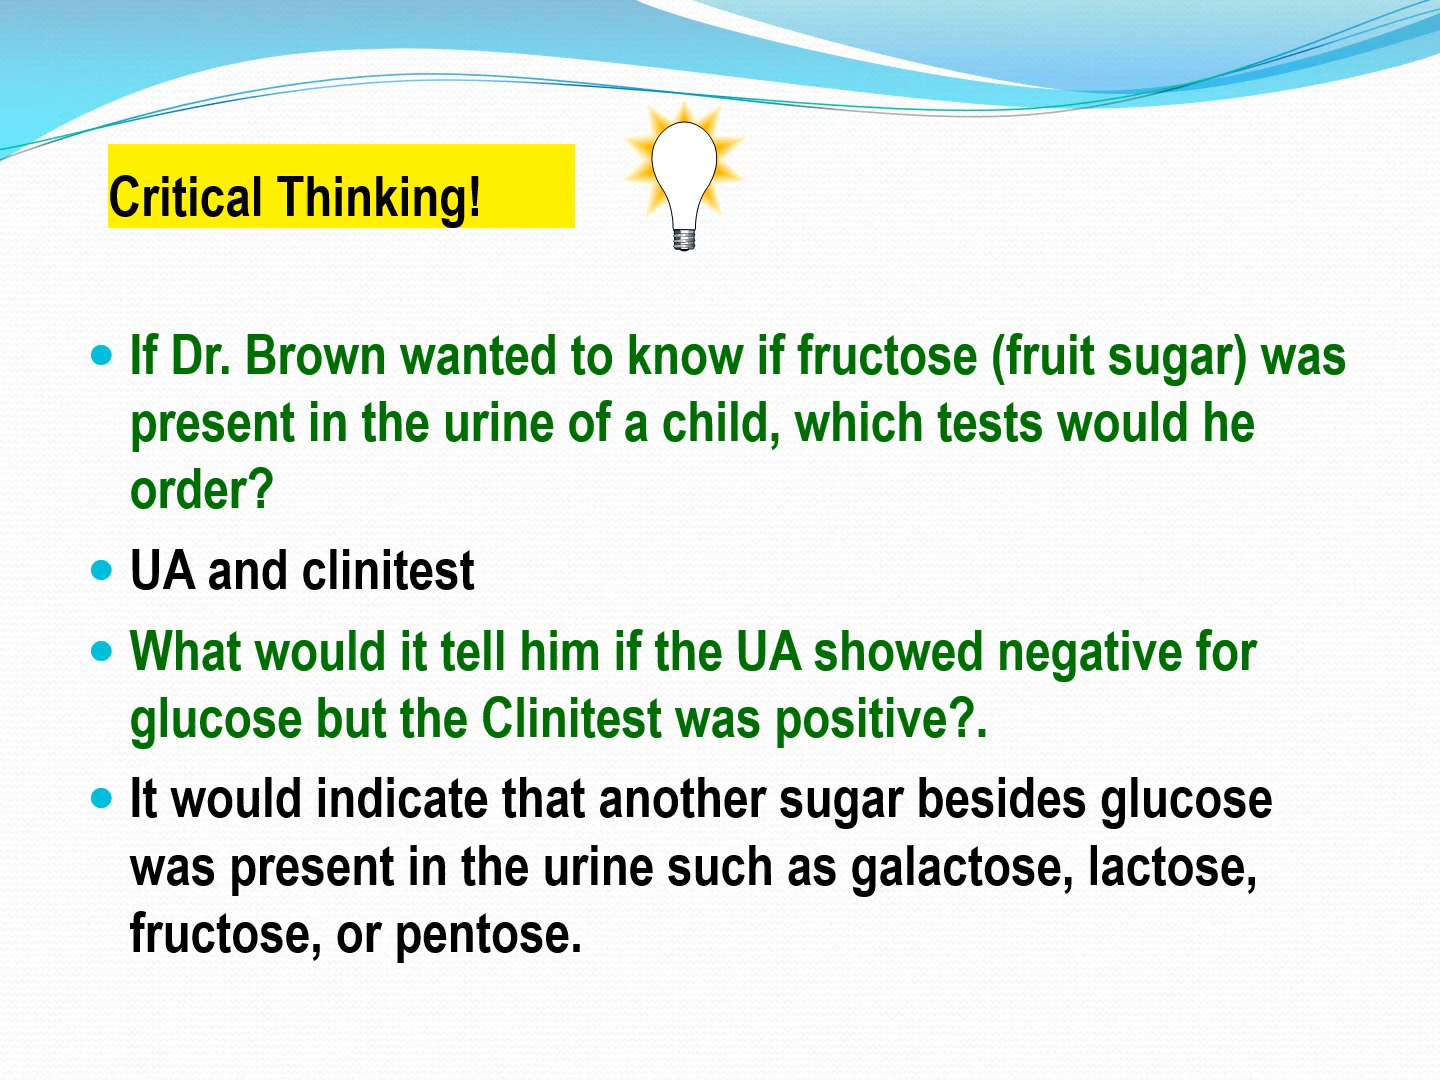 Critical Thinking!
If Dr. Brown wanted to know if fructose (fruit sugar) was
present in the urine of a child, which tests would he
order?
UA and clinitest
What would it tell him if the UA showed negative for
glucose but the Clinitest was positive?.
It would indicate that another sugar besides glucose
was present in the urine such as galactose, lactose,
fructose, or pentose.